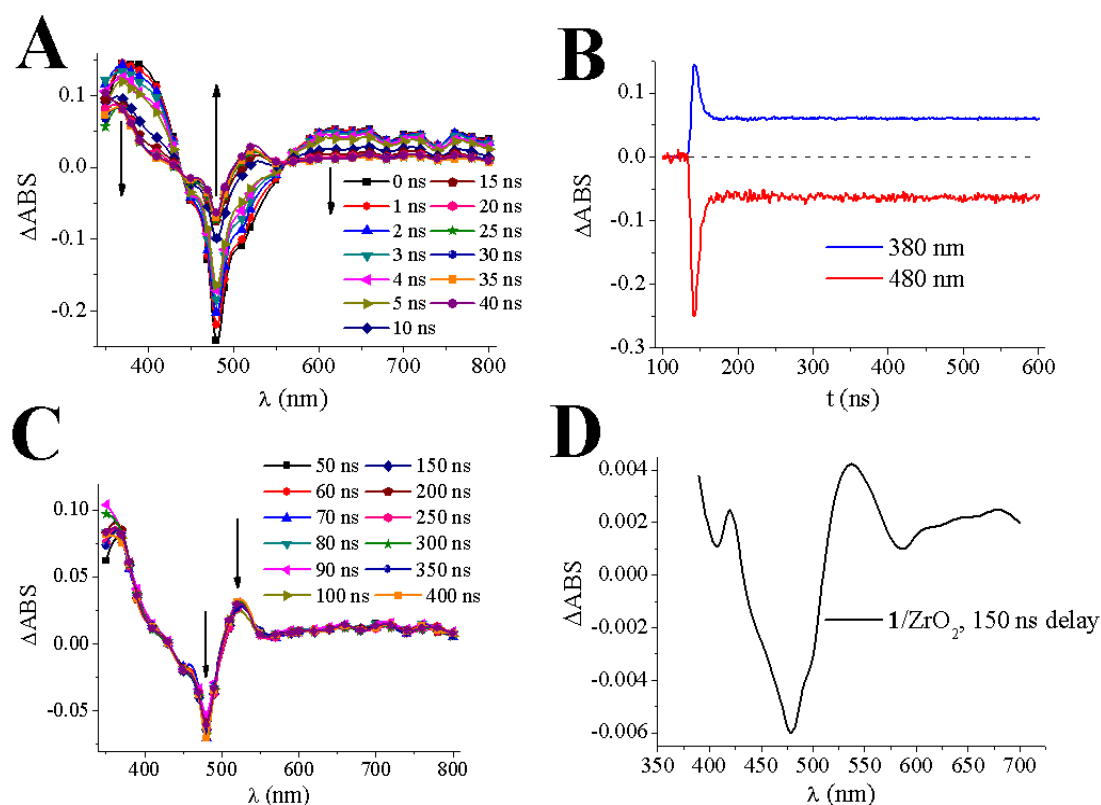 A
0.1
0.0
-0.1
-0.2
ΔABS
400 500 600 700 800
λ (nm)
0 ns 15 ns
1 ns 20 ns
2 ns 25 ns
3 ns 30 ns
4 ns 35 ns
5 ns 40 ns
10 ns
B
0.1
0.0
-0.1
-0.2
-0.3
ΔABS
100 200 300 400 500 600
t (ns)
380 nm
480 nm
C
0.10
0.05
0.00
-0.05
ΔABS
400 500 600 700 800
λ (nm)
50 ns 150 ns
60 ns 200 ns
70 ns 250 ns
80 ns 300 ns
90 ns 350 ns
100 ns 400 ns
D
0.004
0.002
0.000
-0.002
-0.004
-0.006
ΔABS
350 400 450 500 550 600 650 700
λ (nm)
1/ZrO₂, 150 ns delay